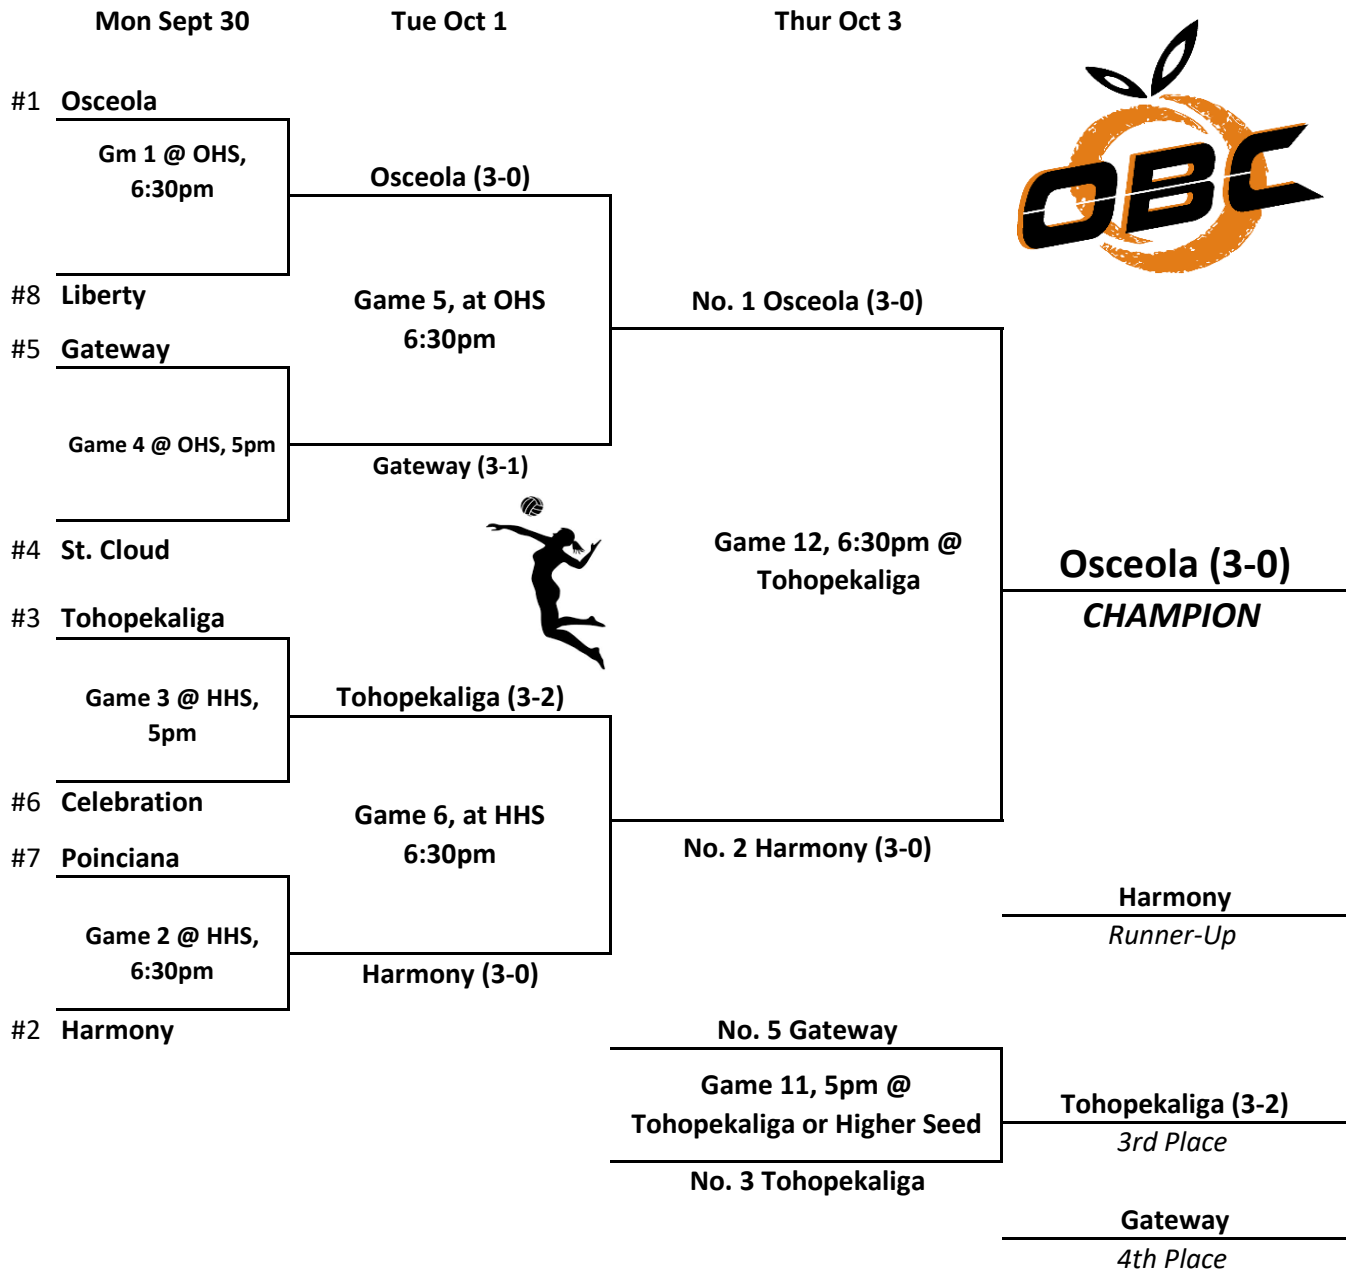 Mon Sept 30
Tue Oct 1
Thur Oct 3
OBC
#1 Osceola
Gm 1 @ OHS,
6:30pm
Osceola (3-0)
#8 Liberty
Game 5, at OHS
6:30pm
No. 1 Osceola (3-0)
#5 Gateway
Game 4 @ OHS, 5pm
Gateway (3-1)
#4 St. Cloud
Game 12, 6:30pm @
Tohopekaliga
Osceola (3-0)
CHAMPION
#3 Tohopekaliga
Game 3 @ HHS,
5pm
Tohopekaliga (3-2)
#6 Celebration
Game 6, at HHS
6:30pm
No. 2 Harmony (3-0)
#7 Poinciana
Game 2 @ HHS,
6:30pm
Harmony (3-0)
#2 Harmony
Harmony
Runner-Up
No. 5 Gateway
Game 11, 5pm @
Tohopekaliga or Higher Seed
No. 3 Tohopekaliga
Tohopekaliga (3-2)
3rd Place
Gateway
4th Place